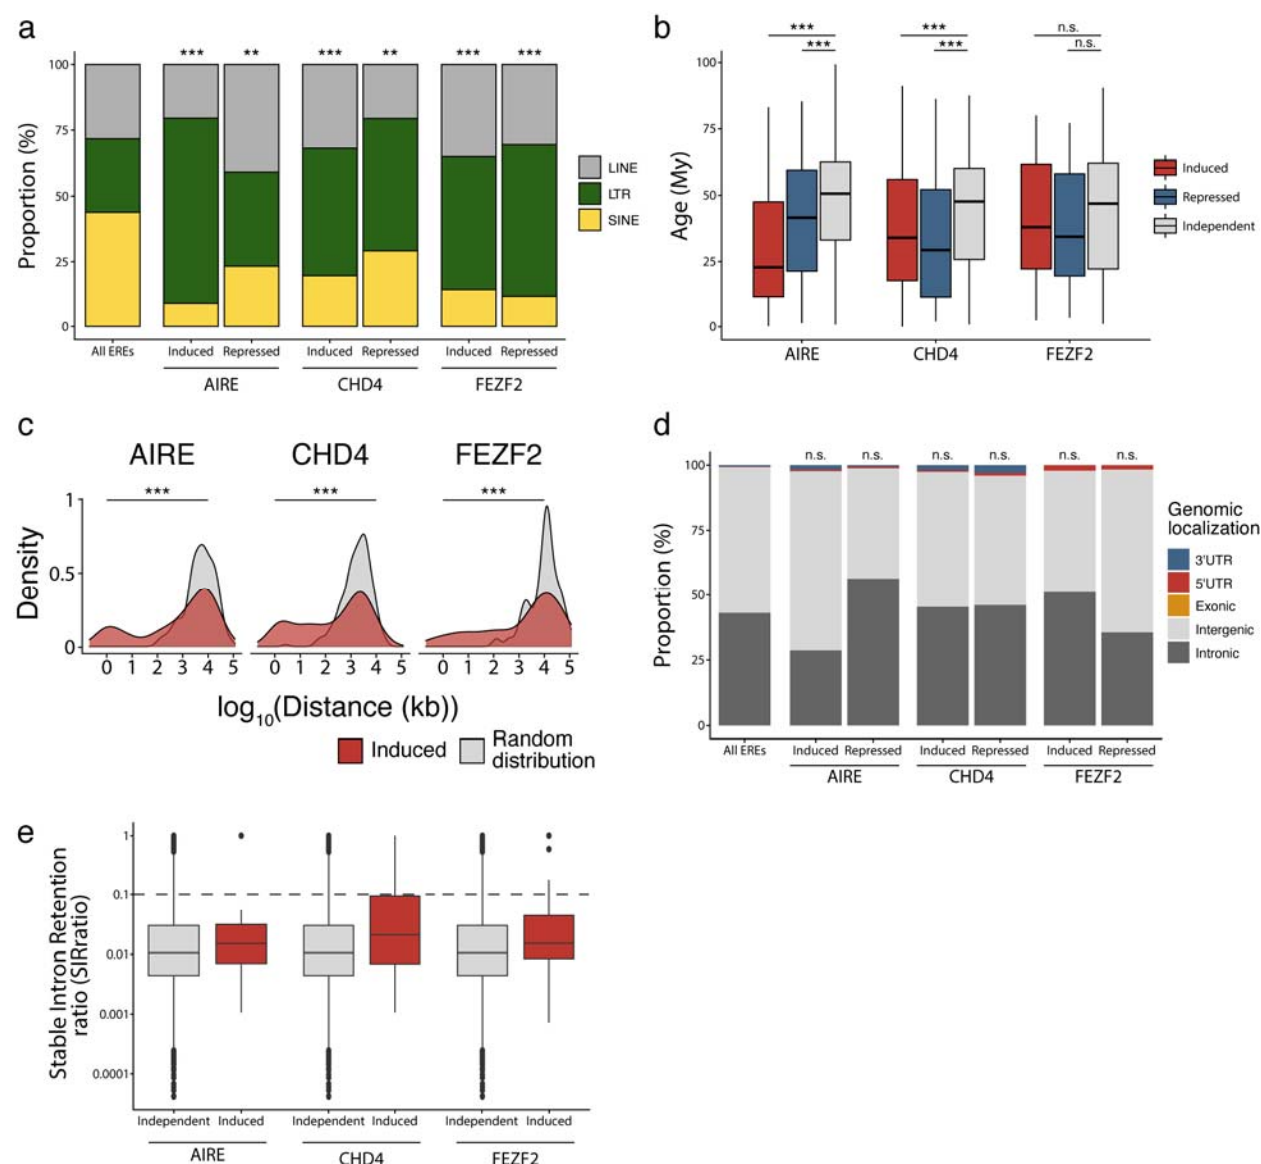 a
*** ** *** ** *** ***
Proportion (%)
100
75
50
25
0
All EREs Induced Repressed Induced Repressed Induced Repressed
AIRE CHD4 FEZF2
LINE
LTR
SINE
b
*** *** n.s.
*** *** n.s.
Age (My)
100
75
50
25
0
AIRE CHD4 FEZF2
Induced
Repressed
Independent
c
AIRE CHD4 FEZF2
*** *** ***
Density
1
0.5
0
0 1 2 3 4 5 0 1 2 3 4 5 0 1 2 3 4 5
log10(Distance (kb))
Induced
Random
distribution
d
n.s. n.s. n.s. n.s. n.s. n.s.
Proportion (%)
100
75
50
25
0
All EREs Induced Repressed Induced Repressed Induced Repressed
AIRE CHD4 FEZF2
Genomic
localization
3'UTR
5'UTR
Exonic
Intergenic
Intronic
e
Stable Intron Retention
ratio (SIRratio)
1
0.1
0.01
0.001
0.0001
Independent Induced Independent Induced Independent Induced
AIRE CHD4 FEZF2